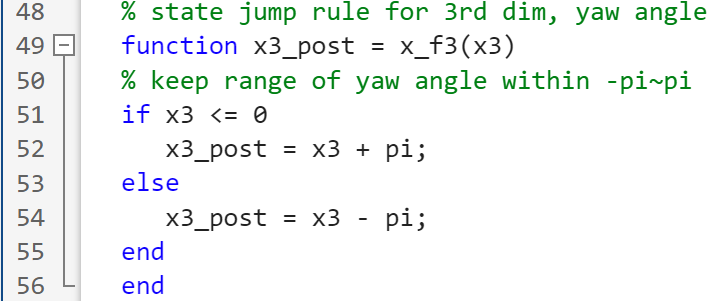 48 % state jump rule for 3rd dim, yaw angle
49 function x3_post = x_f3(x3)
50 % keep range of yaw angle within -pi~pi
51 if x3 <= 0
52 x3_post = x3 + pi;
53 else
54 x3_post = x3 - pi;
55 end
56 end